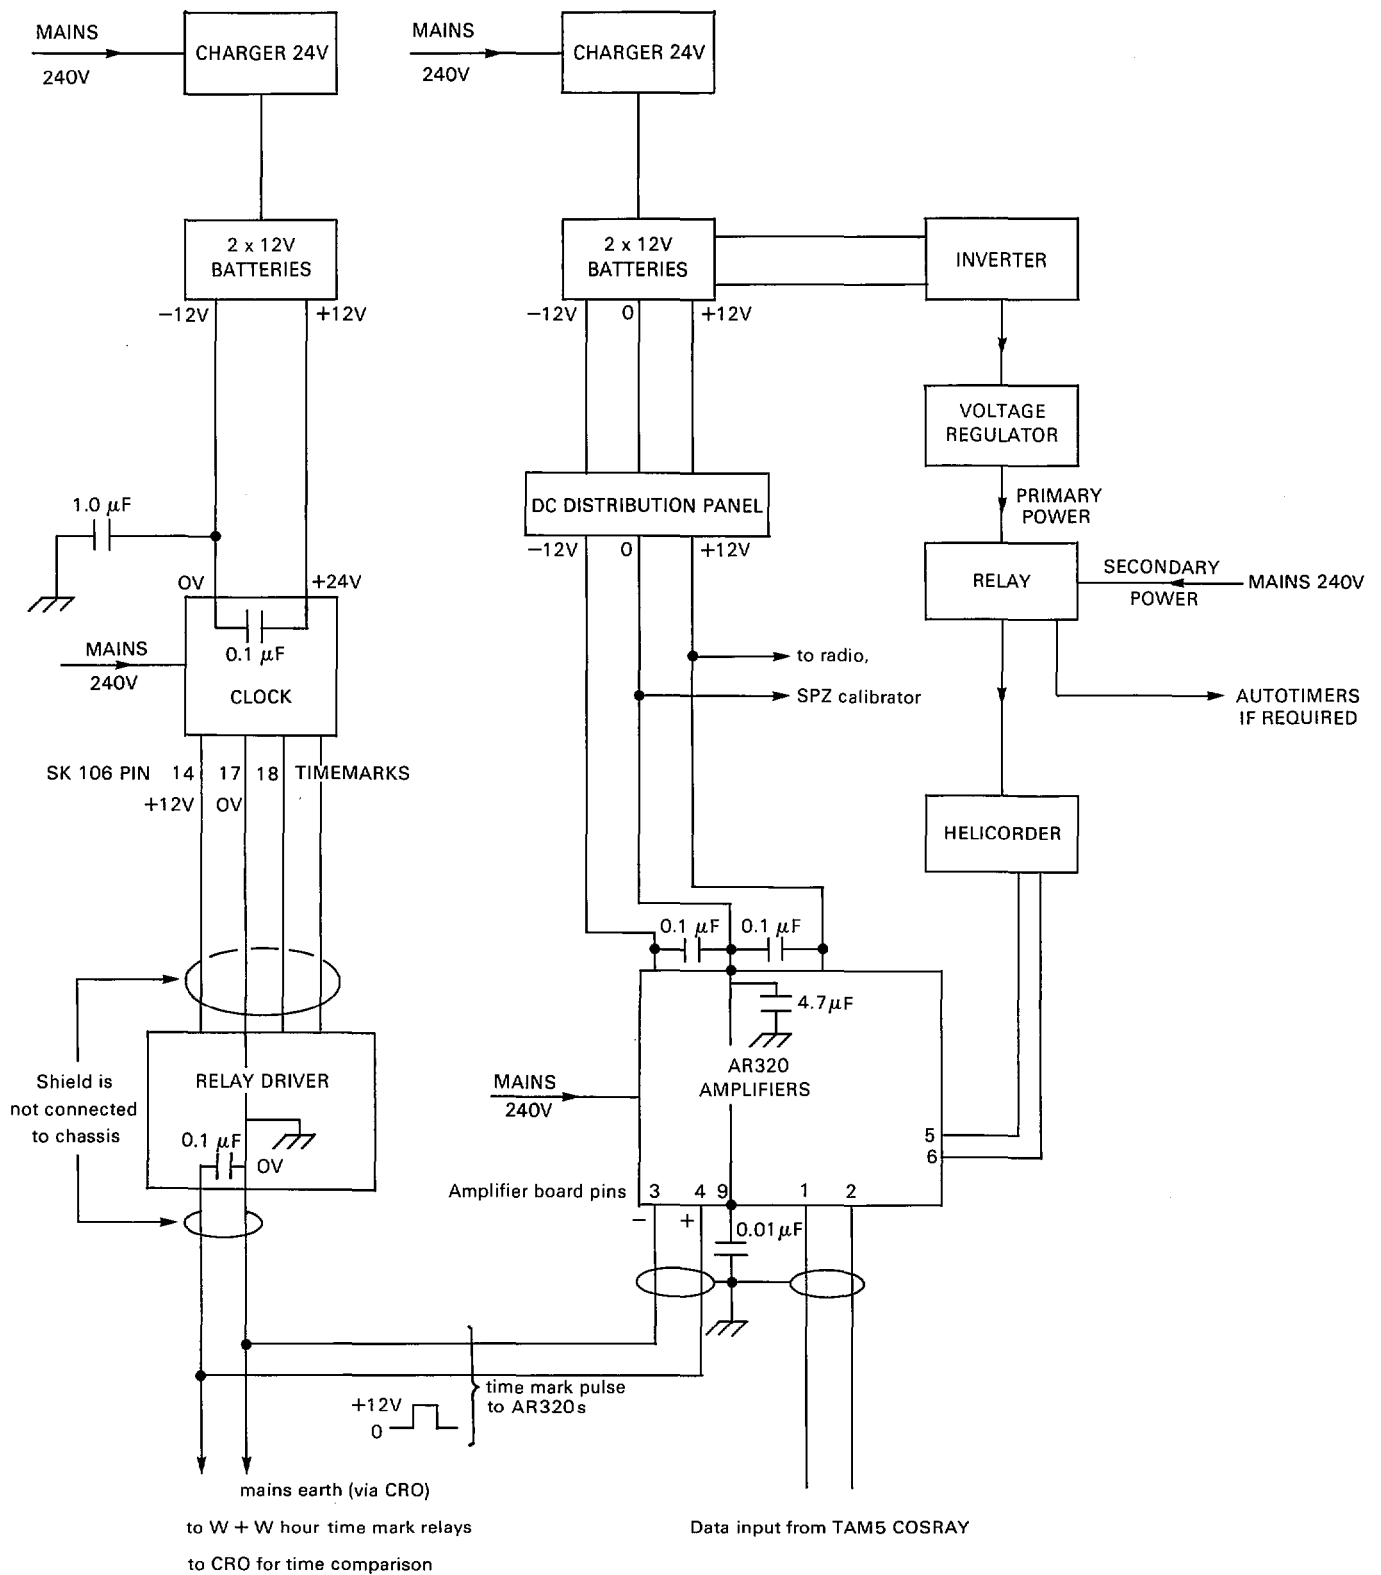 MAINS
240V
CHARGER 24V
MAINS
240V
CHARGER 24V
2 x 12V
BATTERIES
2 x 12V
BATTERIES
INVERTER
−12V
+12V
−12V
0
+12V
VOLTAGE
REGULATOR
1.0 µF
DC DISTRIBUTION PANEL
PRIMARY
POWER
−12V
0
+12V
0V
+24V
RELAY
SECONDARY
POWER
MAINS 240V
0.1 µF
MAINS
240V
CLOCK
to radio,
SPZ calibrator
AUTOTIMERS
IF REQUIRED
SK 106 PIN 14 17 18 TIMEMARKS
+12V 0V
HELICORDER
0.1 µF
0.1 µF
4.7µF
Shield is
not connected
to chassis
RELAY DRIVER
0.1 µF
0V
MAINS
240V
AR320
AMPLIFIERS
5
6
Amplifier board pins 3 4 9 1 2
− +
0.01µF
time mark pulse
to AR320s
+12V
0
mains earth (via CRO)
to W + W hour time mark relays
to CRO for time comparison
Data input from TAM5 COSRAY